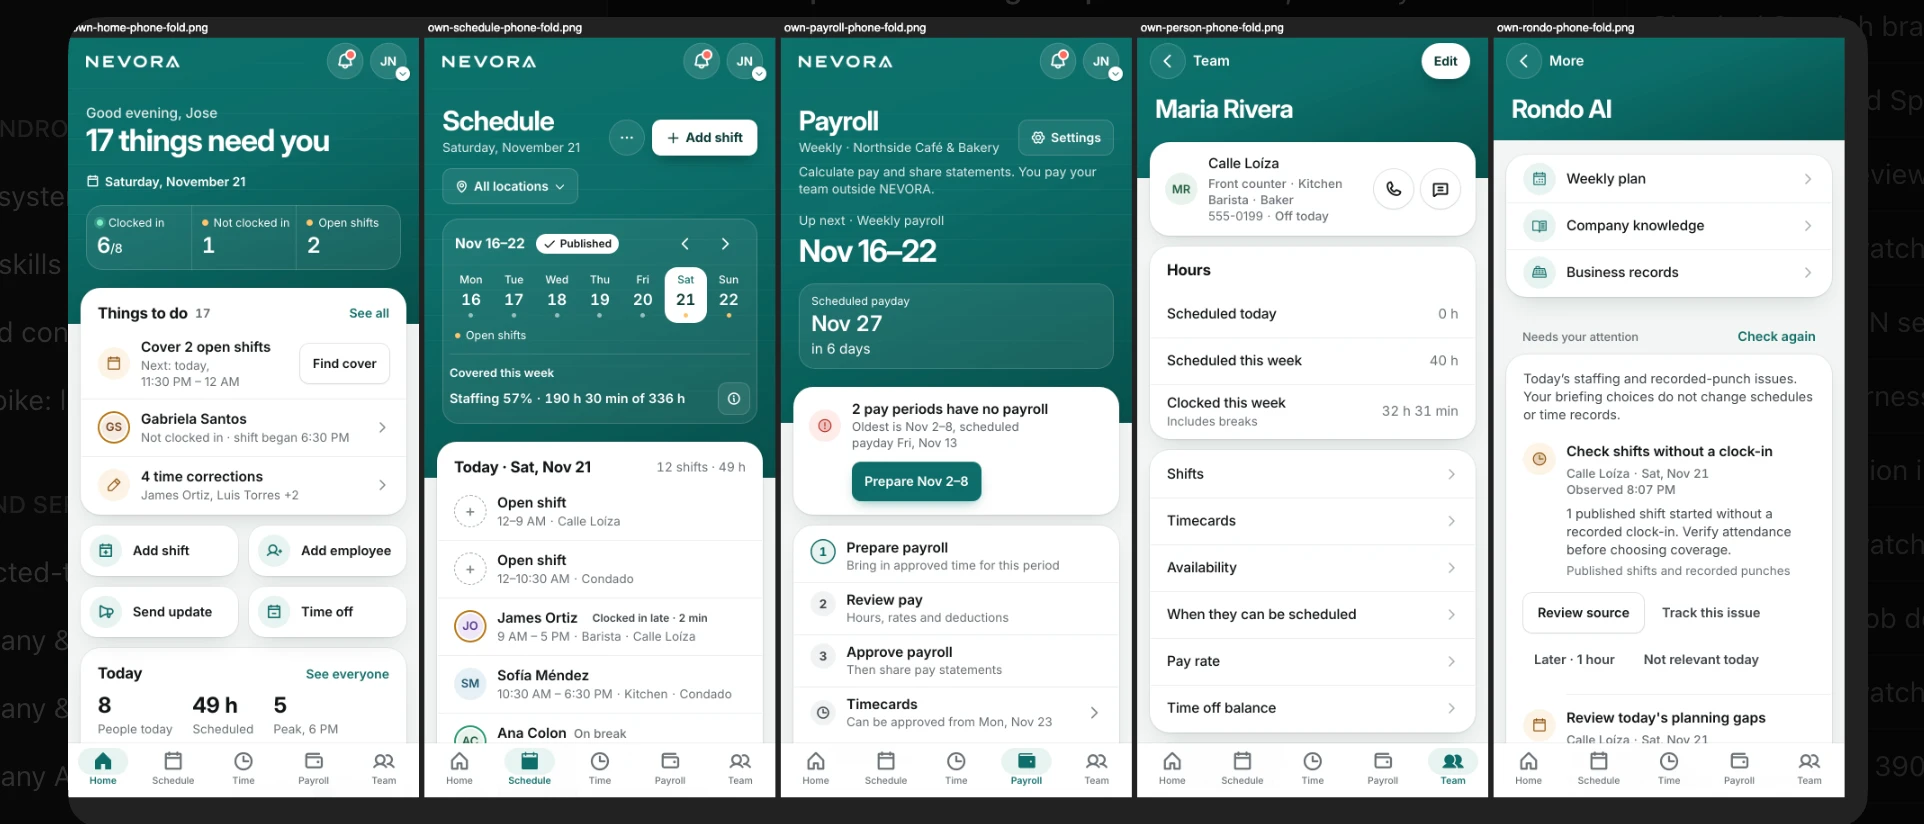 own-home-phone-fold.png
NEVORA
JN
Good evening, Jose
17 things need you
Saturday, November 21
Clocked in
6/8
Not clocked in
1
Open shifts
2
Things to do 17
See all
Cover 2 open shifts
Next: today,
11:30 PM – 12 AM
Find cover
GS
Gabriela Santos
Not clocked in · shift began 6:30 PM
4 time corrections
James Ortiz, Luis Torres +2
Add shift
Add employee
Send update
Time off
Today
See everyone
8
People today
49 h
Scheduled
5
Peak, 6 PM
Home
Schedule
Time
Payroll
Team
own-schedule-phone-fold.png
NEVORA
JN
Schedule
Saturday, November 21
+ Add shift
All locations
Nov 16–22
Published
Mon Tue Wed Thu Fri Sat Sun
16 17 18 19 20 21 22
Open shifts
Covered this week
Staffing 57% · 190 h 30 min of 336 h
Today · Sat, Nov 21
12 shifts · 49 h
Open shift
12–9 AM · Calle Loíza
Open shift
12–10:30 AM · Condado
JO
James Ortiz Clocked in late · 2 min
9 AM – 5 PM · Barista · Calle Loíza
SM
Sofía Méndez
10:30 AM – 6:30 PM · Kitchen · Condado
AC
Ana Colon On break
Home
Schedule
Time
Payroll
Team
own-payroll-phone-fold.png
NEVORA
JN
Payroll
Weekly · Northside Café & Bakery
Settings
Calculate pay and share statements. You pay your
team outside NEVORA.
Up next · Weekly payroll
Nov 16–22
Scheduled payday
Nov 27
in 6 days
2 pay periods have no payroll
Oldest is Nov 2–8, scheduled
payday Fri, Nov 13
Prepare Nov 2–8
1
Prepare payroll
Bring in approved time for this period
2
Review pay
Hours, rates and deductions
3
Approve payroll
Then share pay statements
Timecards
Can be approved from Mon, Nov 23
Home
Schedule
Time
Payroll
Team
own-person-phone-fold.png
Team
Edit
Maria Rivera
MR
Calle Loíza
Front counter · Kitchen
Barista · Baker
555-0199 · Off today
Hours
Scheduled today
0 h
Scheduled this week
40 h
Clocked this week
Includes breaks
32 h 31 min
Shifts
Timecards
Availability
When they can be scheduled
Pay rate
Time off balance
Home
Schedule
Time
Payroll
Team
own-rondo-phone-fold.png
More
Rondo AI
Weekly plan
Company knowledge
Business records
Needs your attention
Check again
Today's staffing and recorded-punch issues.
Your briefing choices do not change schedules
or time records.
Check shifts without a clock-in
Calle Loíza · Sat, Nov 21
Observed 8:07 PM
1 published shift started without a
recorded clock-in. Verify attendance
before choosing coverage.
Published shifts and recorded punches
Review source
Track this issue
Later · 1 hour
Not relevant today
Review today's planning gaps
Calle Loíza · Sat, Nov 21
Home
Schedule
Time
Payroll
Team